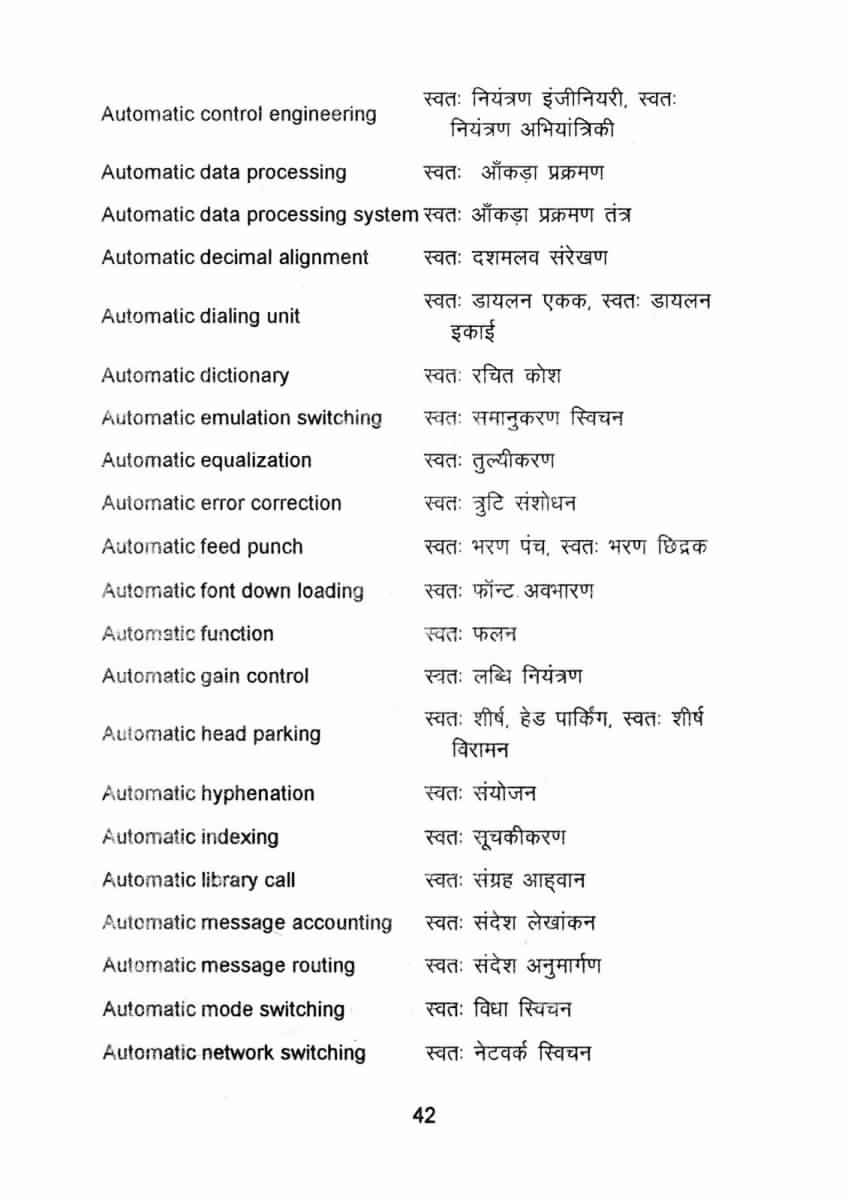 Automatic control engineering स्वतः नियंत्रण इंजीनियरी, स्वतः
नियंत्रण अभियांत्रिकी
Automatic data processing स्वतः आँकड़ा प्रक्रमण
Automatic data processing system स्वतः आँकड़ा प्रक्रमण तंत्र
Automatic decimal alignment स्वतः दशमलव संरेखण
Automatic dialing unit स्वतः डायलन एकक, स्वतः डायलन
इकाई
Automatic dictionary स्वतः रचित कोश
Automatic emulation switching स्वतः समानुकरण स्विचन
Automatic equalization स्वतः तुल्यीकरण
Automatic error correction स्वतः त्रुटि संशोधन
Automatic feed punch स्वतः भरण पंच, स्वतः भरण छिद्रक
Automatic font down loading स्वतः फॉन्ट अवभारण
Automatic function स्वतः फलन
Automatic gain control स्वतः लब्धि नियंत्रण
Automatic head parking स्वतः शीर्ष, हेड पार्किंग, स्वतः शीर्ष
विरामन
Automatic hyphenation स्वतः संयोजन
Automatic indexing स्वतः सूचकीकरण
Automatic library call स्वतः संग्रह आह्वान
Automatic message accounting स्वतः संदेश लेखांकन
Automatic message routing स्वतः संदेश अनुमार्गण
Automatic mode switching स्वतः विधा स्विचन
Automatic network switching स्वतः नेटवर्क स्विचन
42